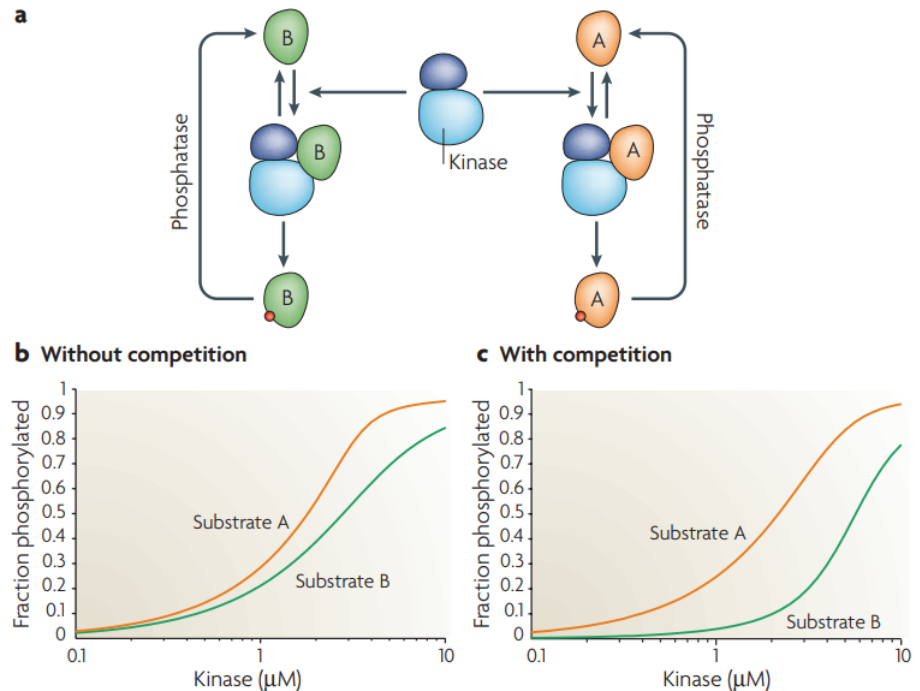 a
B
A
Kinase
B
A
Phosphatase
Phosphatase
B
A
b Without competition
Fraction phosphorylated
1
0.9
0.8
0.7
0.6
0.5
0.4
0.3
0.2
0.1
0
Substrate A
Substrate B
0.1 1 10
Kinase (μM)
c With competition
Fraction phosphorylated
1
0.9
0.8
0.7
0.6
0.5
0.4
0.3
0.2
0.1
0
Substrate A
Substrate B
0.1 1 10
Kinase (μM)